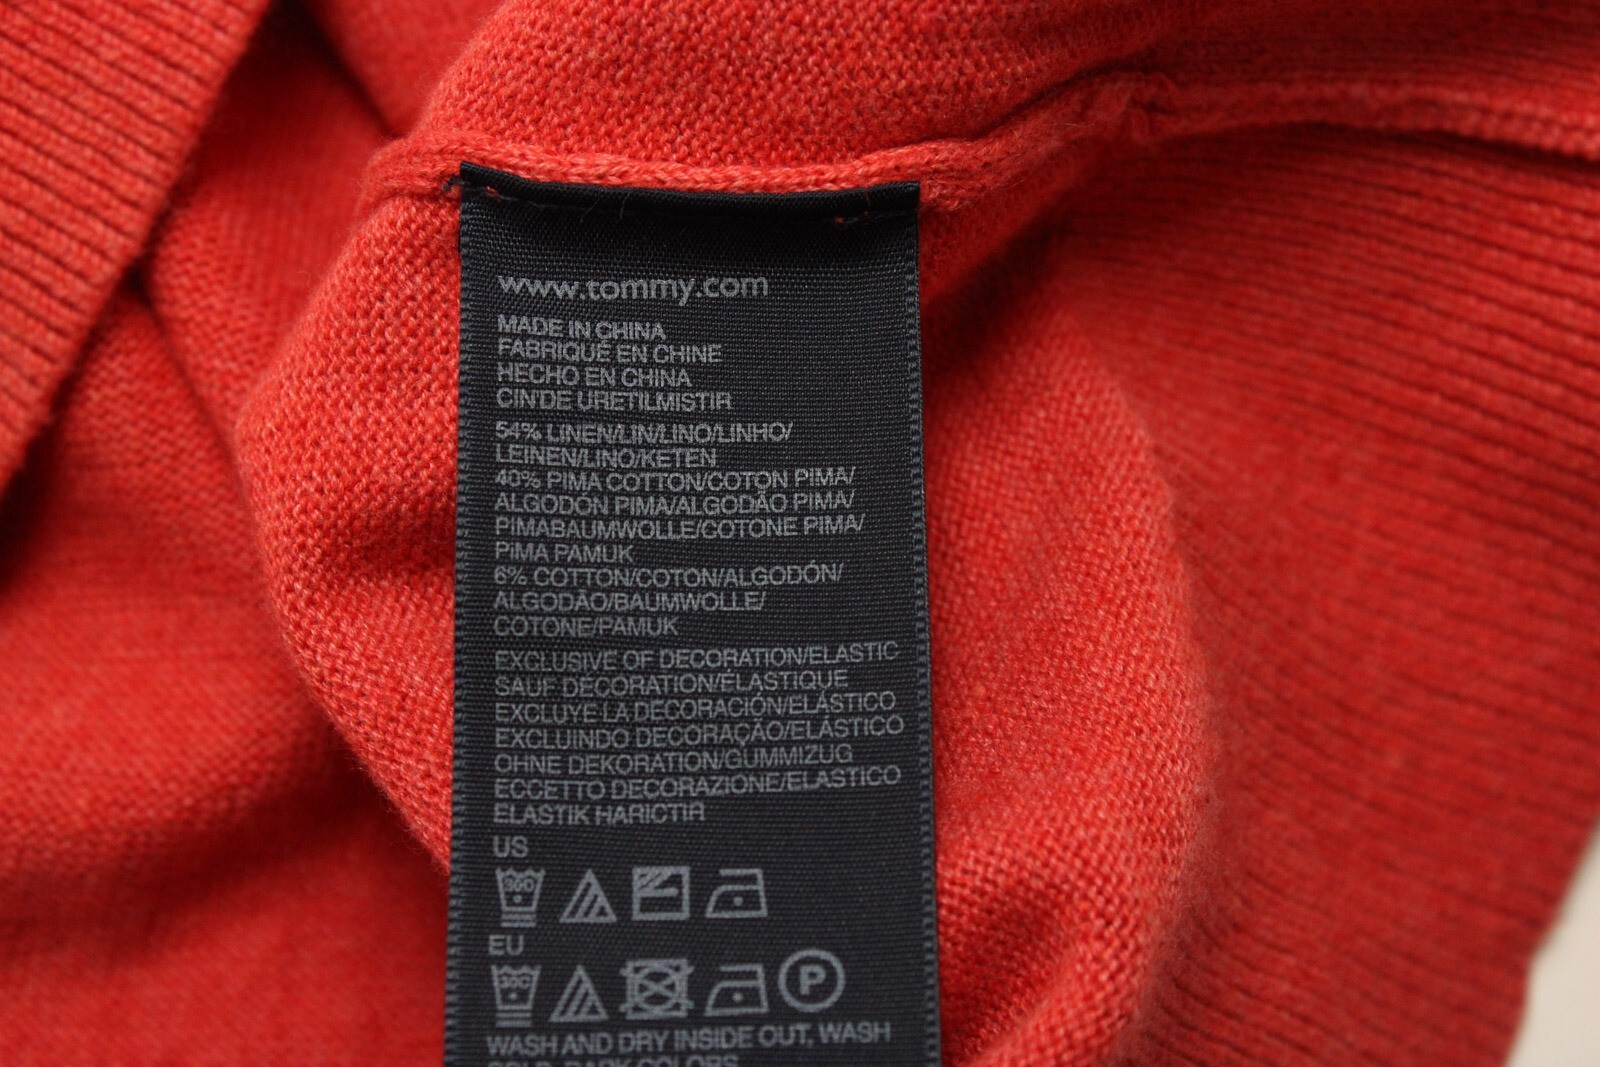 www.tommy.com
MADE IN CHINA
FABRIQUÉ EN CHINE
HECHO EN CHINA
CIN'DE URETILMISTIR
54% LINEN/LIN/LINO/LINHO/
LEINEN/LINO/KETEN
40% PIMA COTTON/COTON PIMA/
ALGODÓN PIMA/ALGODÃO PIMA/
PIMABAUMWOLLE/COTONE PIMA/
PIMA PAMUK
6% COTTON/COTON/ALGODÓN/
ALGODÃO/BAUMWOLLE/
COTONE/PAMUK
EXCLUSIVE OF DECORATION/ELASTIC
SAUF DÉCORATION/ÉLASTIQUE
EXCLUYE LA DECORACIÓN/ELÁSTICO
EXCLUINDO DECORAÇÃO/ELÁSTICO
OHNE DEKORATION/GUMMIZUG
ECCETTO DECORAZIONE/ELASTICO
ELASTIK HARICTIR
US
30C
EU
30C
P
WASH AND DRY INSIDE OUT, WASH
DARK COLORS